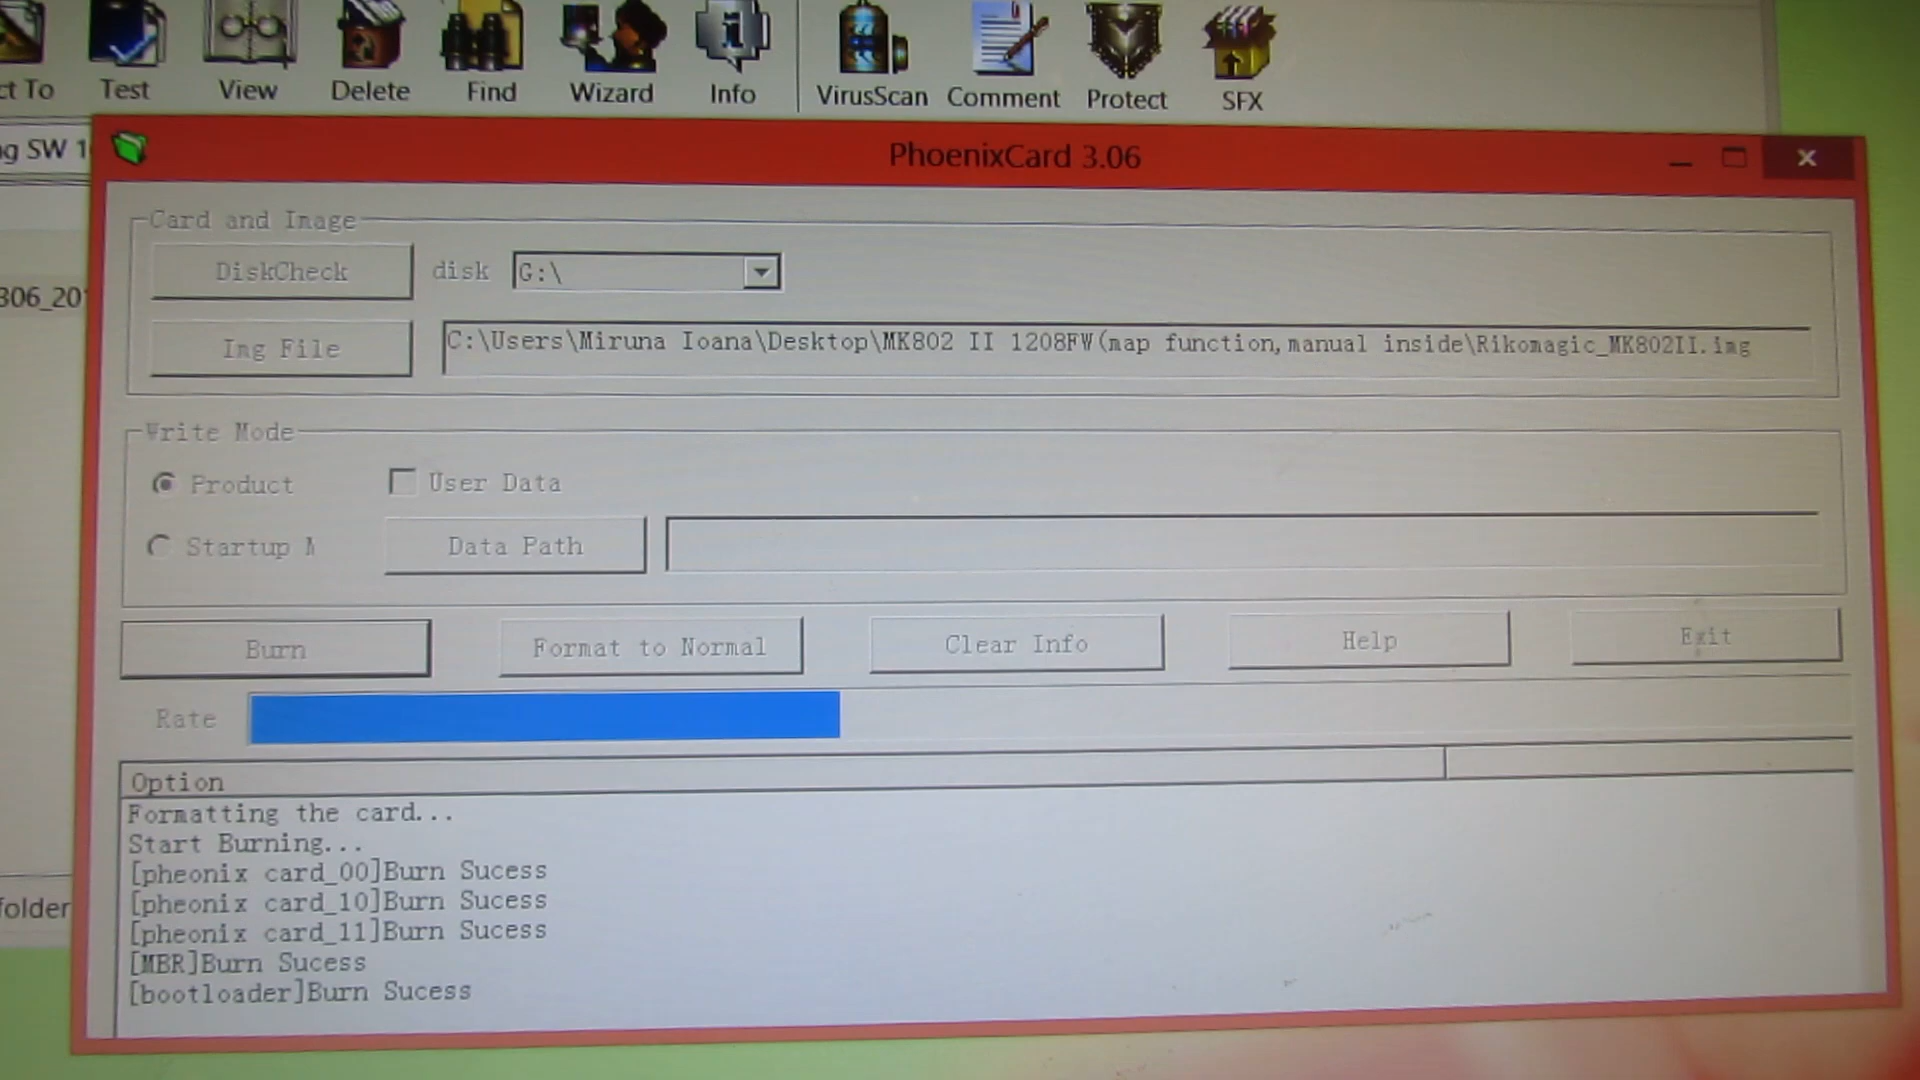 ct To Test View Delete Find Wizard Info VirusScan Comment Protect SFX
PhoenixCard 3.06
Card and Image
DiskCheck disk G:\
Img File C:\Users\Miruna Ioana\Desktop\MK802 II 1208FW(map function,manual inside\Rikomagic_MK802II.img
306_20
Write Mode
Product User Data
Startup M Data Path
Burn Format to Normal Clear Info Help Exit
Rate
Option
Formatting the card...
Start Burning...
[pheonix card_00]Burn Sucess
folder
[pheonix card_10]Burn Sucess
[pheonix card_11]Burn Sucess
[MBR]Burn Sucess
[bootloader]Burn Sucess